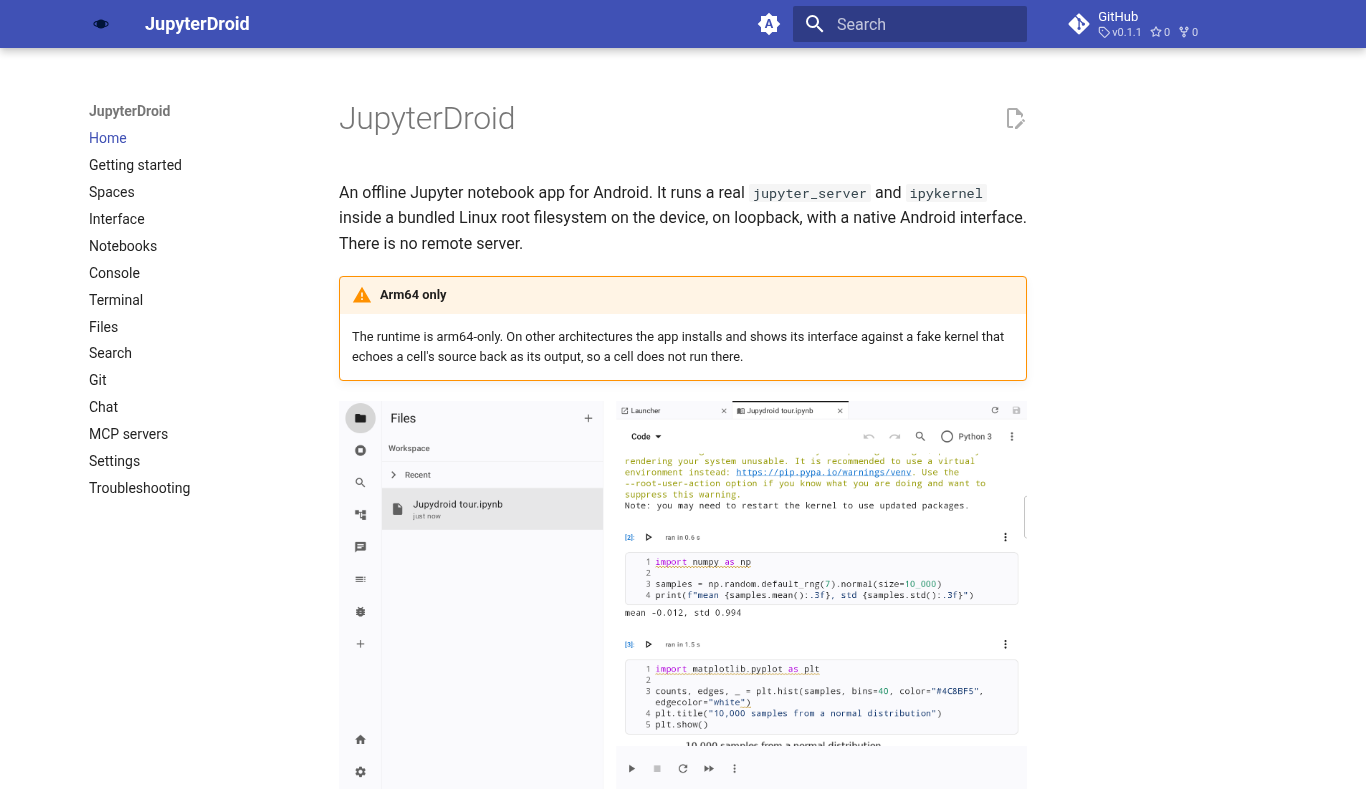 JupyterDroid
Search
GitHub
v0.1.1 0 0
JupyterDroid
Home
Getting started
Spaces
Interface
Notebooks
Console
Terminal
Files
Search
Git
Chat
MCP servers
Settings
Troubleshooting
JupyterDroid
An offline Jupyter notebook app for Android. It runs a real jupyter_server and ipykernel
inside a bundled Linux root filesystem on the device, on loopback, with a native Android interface.
There is no remote server.
Arm64 only
The runtime is arm64-only. On other architectures the app installs and shows its interface against a fake kernel that
echoes a cell's source back as its output, so a cell does not run there.
Files
Workspace
Recent
Jupydroid tour.ipynb
just now
Launcher
Jupydroid tour.ipynb
Code
Python 3
rendering your system unusable. It is recommended to use a virtual
environment instead: https://pip.pypa.io/warnings/venv. Use the
--root-user-action option if you know what you are doing and want to
suppress this warning.
Note: you may need to restart the kernel to use updated packages.
[2]: ran in 0.6 s
1 import numpy as np
2
3 samples = np.random.default_rng(7).normal(size=10_000)
4 print(f"mean {samples.mean():.3f}, std {samples.std():.3f}")
mean -0.012, std 0.994
[3]: ran in 1.5 s
1 import matplotlib.pyplot as plt
2
3 counts, edges, _ = plt.hist(samples, bins=40, color="#4C8BF5",
edgecolor="white")
4 plt.title("10,000 samples from a normal distribution")
5 plt.show()
10,000 samples from a normal distribution